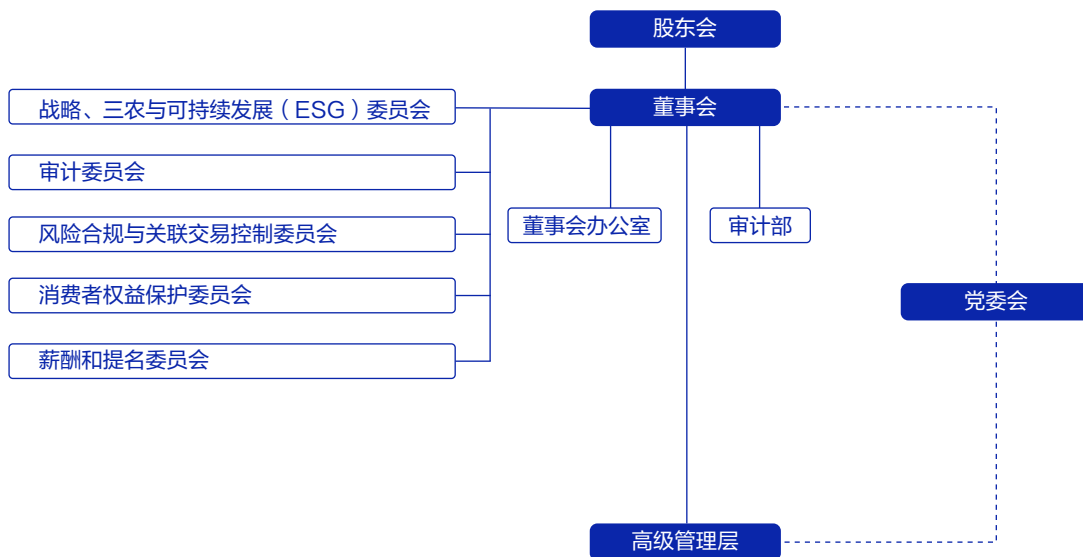 股东会
战略、三农与可持续发展（ESG）委员会
董事会
审计委员会
董事会办公室
审计部
风险合规与关联交易控制委员会
消费者权益保护委员会
党委会
薪酬和提名委员会
高级管理层